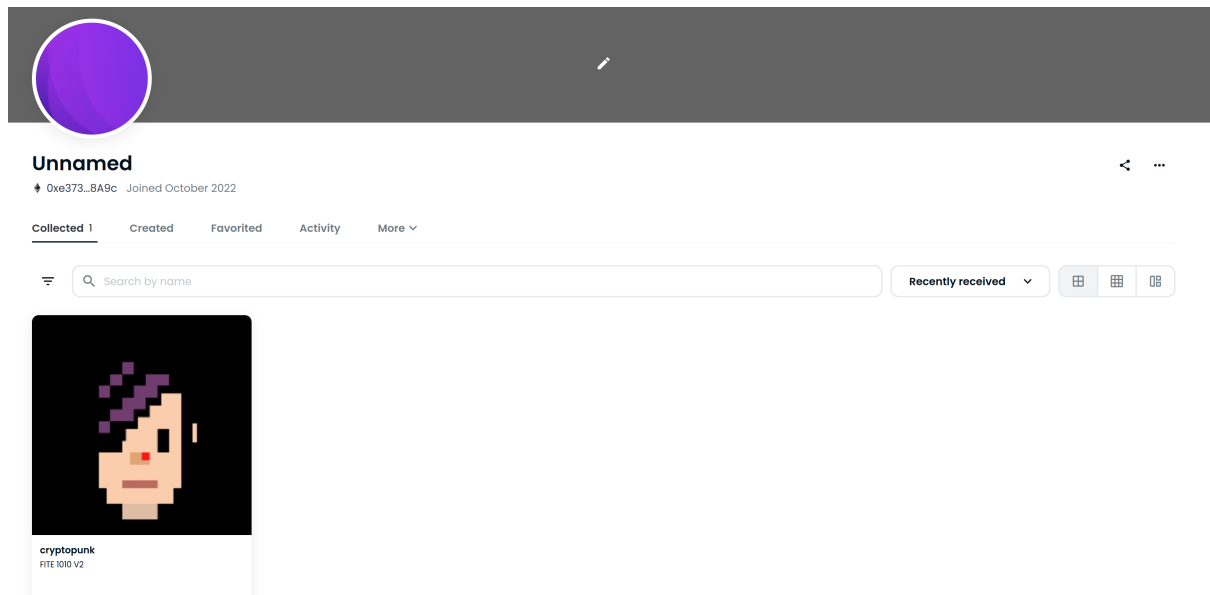 Unnamed
0xe373...8A9c Joined October 2022
Collected 1 Created Favorited Activity More
Search by name Recently received
cryptopunk
FITE 1010 V2